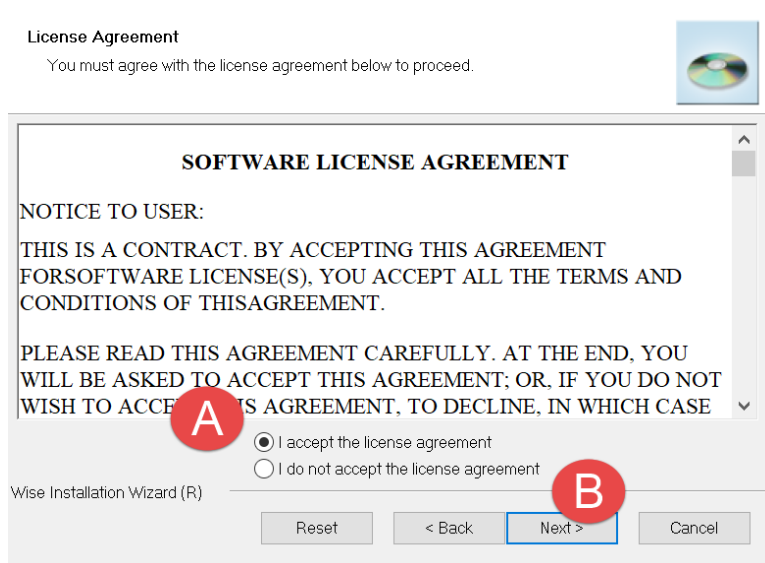 License Agreement
You must agree with the license agreement below to proceed.
SOFTWARE LICENSE AGREEMENT
NOTICE TO USER:
THIS IS A CONTRACT. BY ACCEPTING THIS AGREEMENT
FORSOFTWARE LICENSE(S), YOU ACCEPT ALL THE TERMS AND
CONDITIONS OF THISAGREEMENT.
PLEASE READ THIS AGREEMENT CAREFULLY. AT THE END, YOU
WILL BE ASKED TO ACCEPT THIS AGREEMENT; OR, IF YOU DO NOT
WISH TO AGREEMENT, TO DECLINE, IN WHICH CASE
A
I accept the license agreement
I do not accept the license agreement
B
Wise Installation Wizard (R)
Reset < Back Next > Cancel